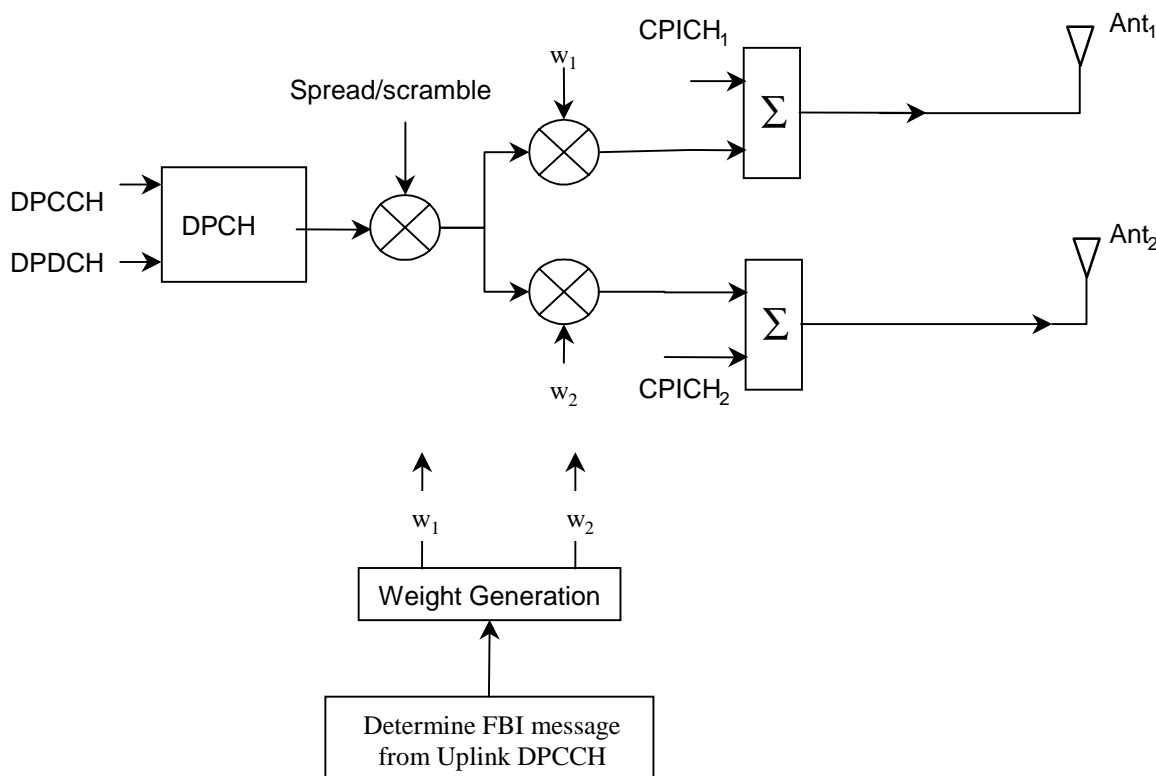 CPICH₁
Ant₁
w₁
Spread/scramble
Σ
DPCCH
DPCH
DPDCH
Ant₂
Σ
w₂
CPICH₂
w₁
w₂
Weight Generation
Determine FBI message
from Uplink DPCCH